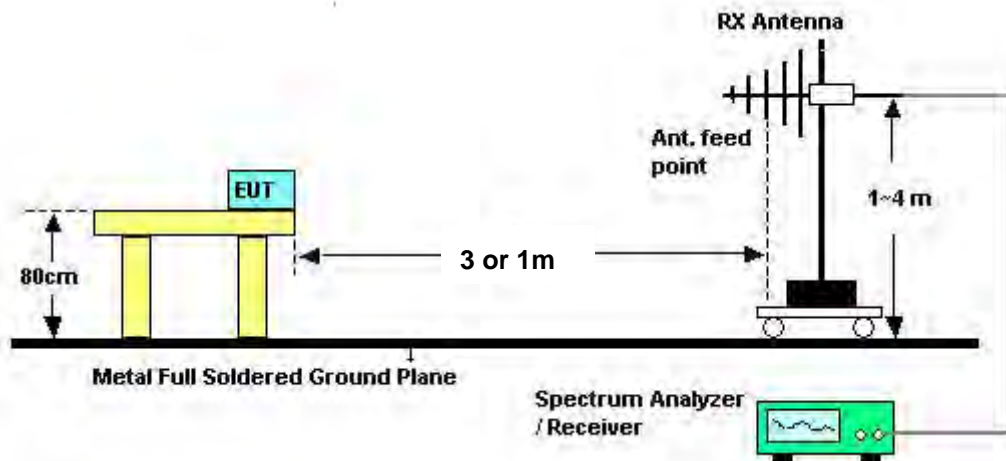 RX Antenna
Ant. feed
point
EUT
1~4 m
80cm
3 or 1m
Metal Full Soldered Ground Plane
Spectrum Analyzer
/ Receiver